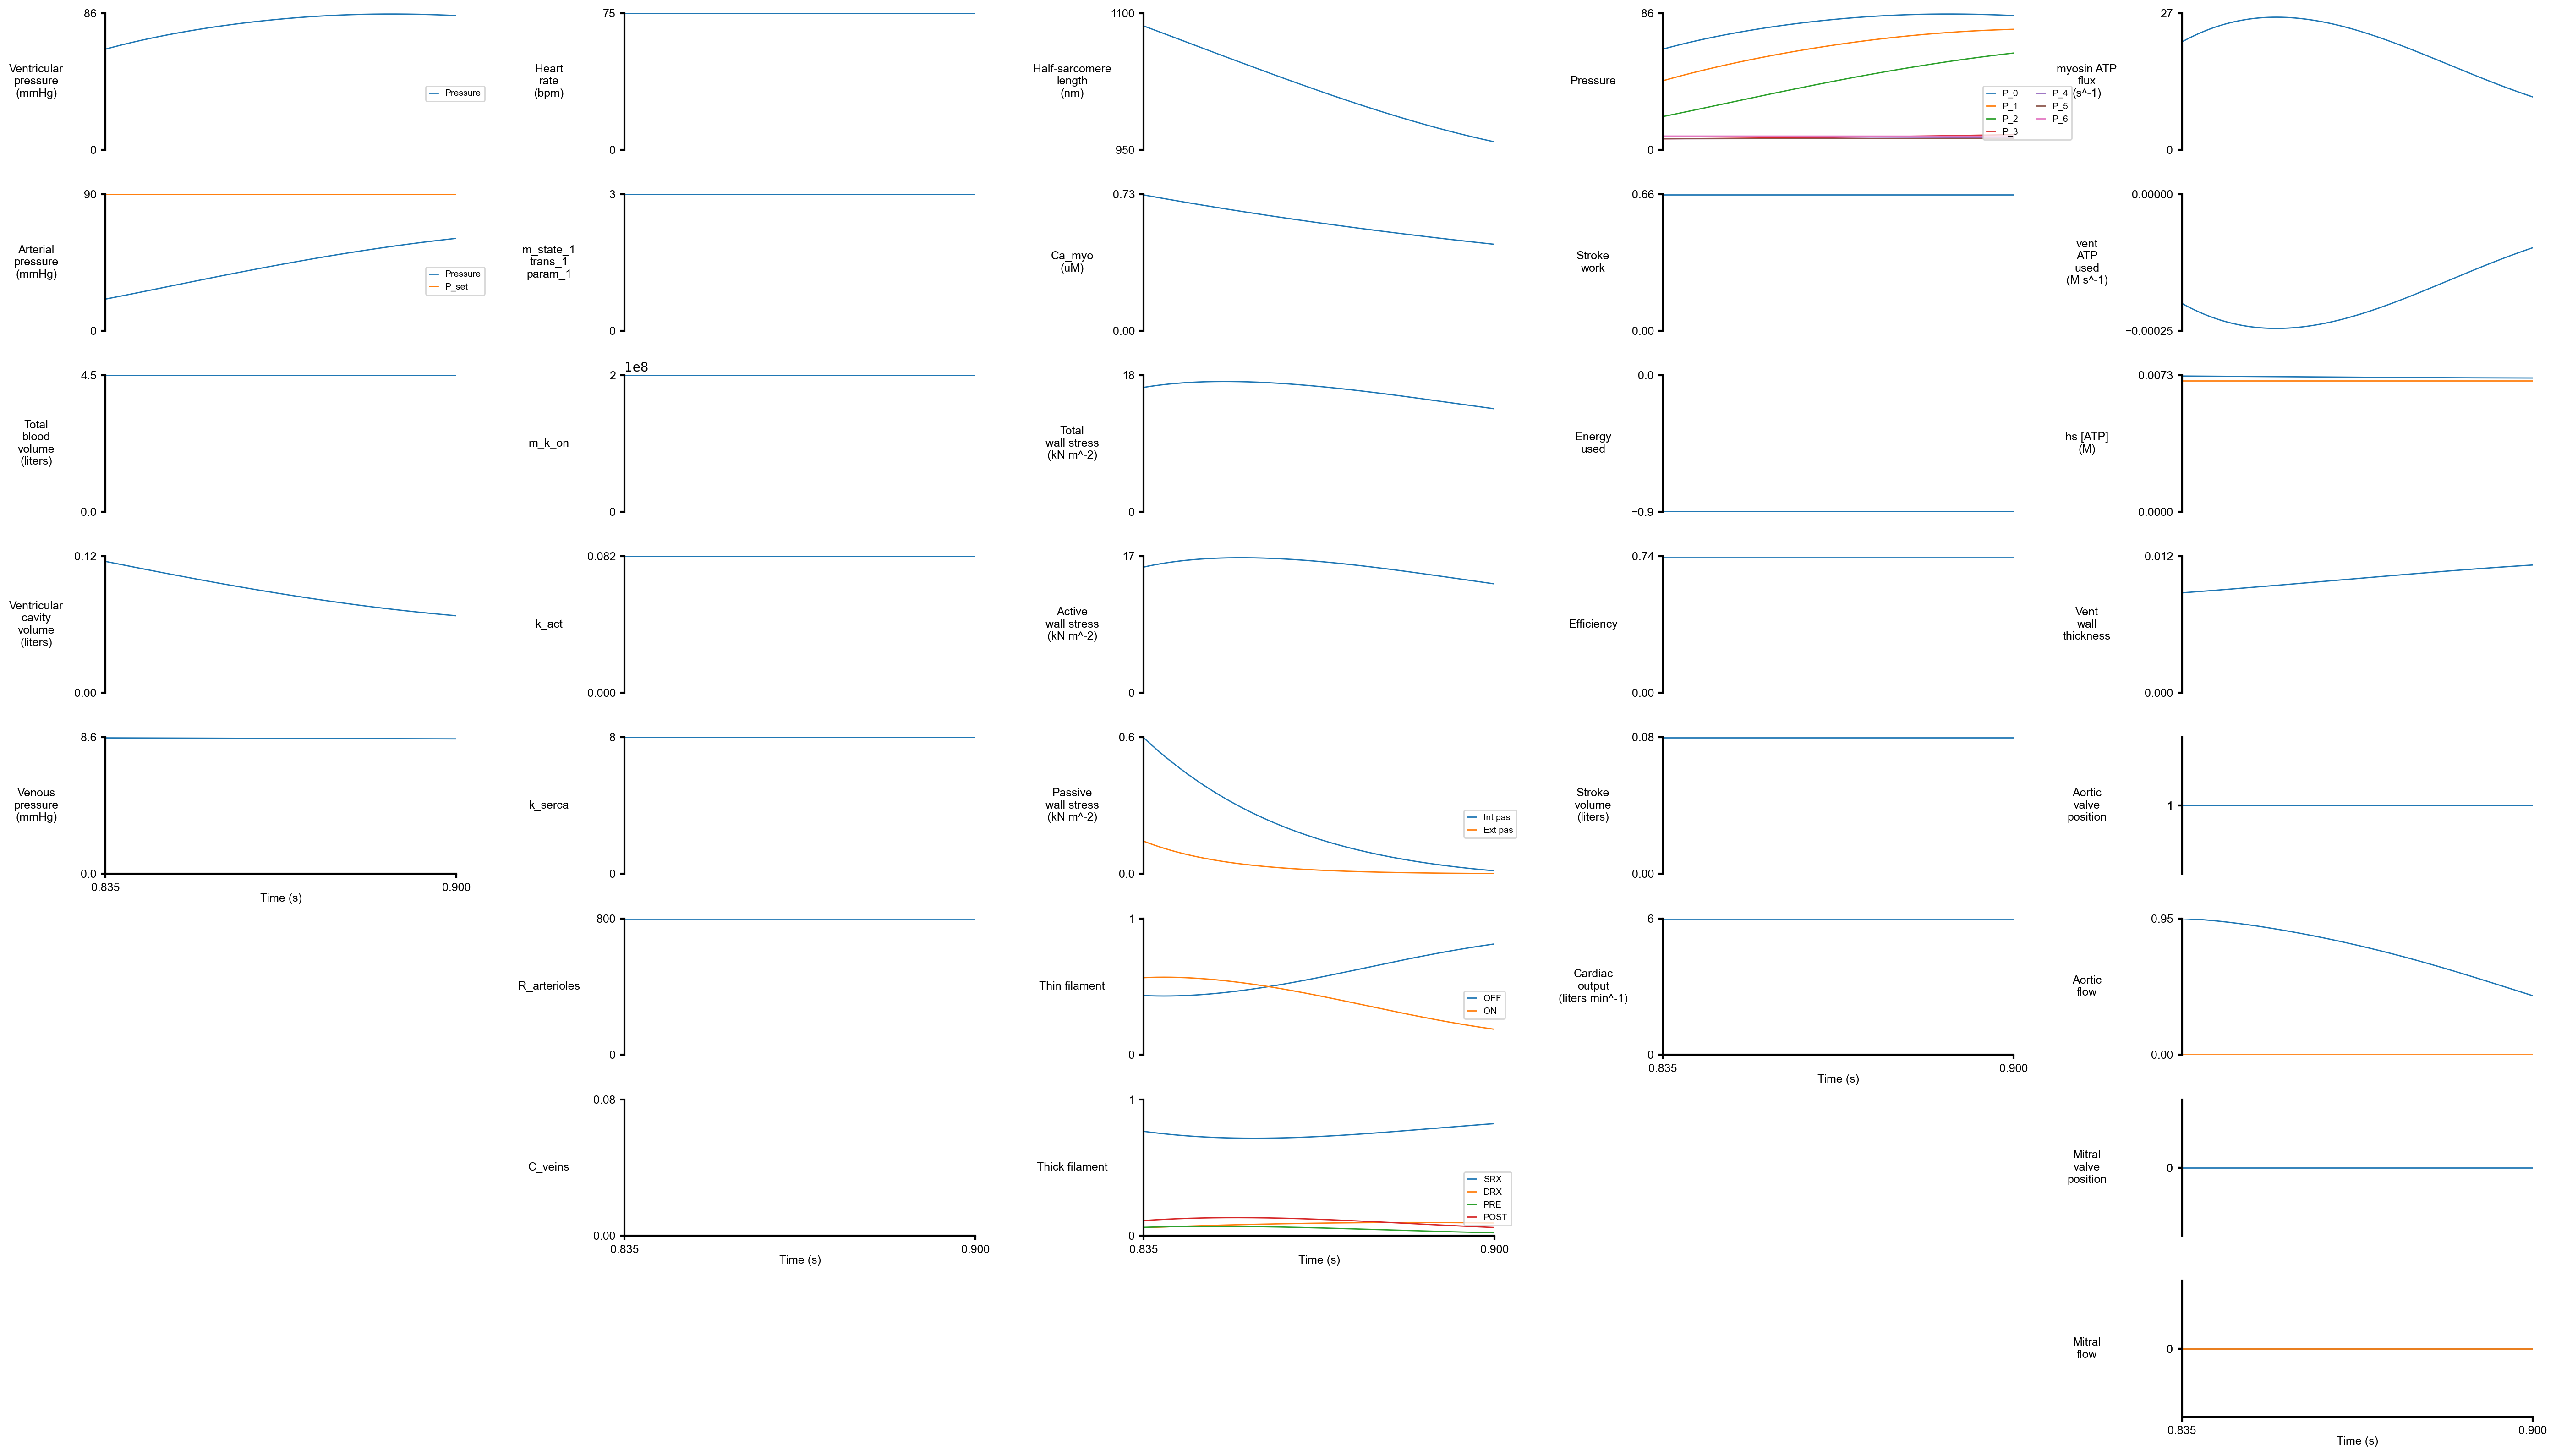 86
Ventricular
pressure
(mmHg)
0
Pressure
75
Heart
rate
(bpm)
0
1100
Half-sarcomere
length
(nm)
950
86
Pressure
0
P_0
P_1
P_2
P_3
P_4
P_5
P_6
27
myosin ATP
flux
(s^-1)
0
90
Arterial
pressure
(mmHg)
0
Pressure
P_set
3
m_state_1
trans_1
param_1
0
0.73
Ca_myo
(uM)
0.00
0.66
Stroke
work
0.00
0.00000
vent
ATP
used
(M s^-1)
−0.00025
4.5
Total
blood
volume
(liters)
0.0
1e8
2
m_k_on
0
18
Total
wall stress
(kN m^-2)
0
0.0
Energy
used
−0.9
0.0073
hs [ATP]
(M)
0.0000
0.12
Ventricular
cavity
volume
(liters)
0.00
0.082
k_act
0.000
17
Active
wall stress
(kN m^-2)
0
0.74
Efficiency
0.00
0.012
Vent
wall
thickness
0.000
8.6
Venous
pressure
(mmHg)
0.0
0.835
0.900
Time (s)
8
k_serca
0
0.6
Passive
wall stress
(kN m^-2)
0.0
Int pas
Ext pas
0.08
Stroke
volume
(liters)
0.00
Aortic
valve
position
1
800
R_arterioles
0
1
Thin filament
0
OFF
ON
6
Cardiac
output
(liters min^-1)
0
0.835
0.900
Time (s)
0.95
Aortic
flow
0.00
0.08
C_veins
0.00
0.835
0.900
Time (s)
1
Thick filament
0
SRX
DRX
PRE
POST
0.835
0.900
Time (s)
Mitral
valve
position
0
Mitral
flow
0
0.835
0.900
Time (s)